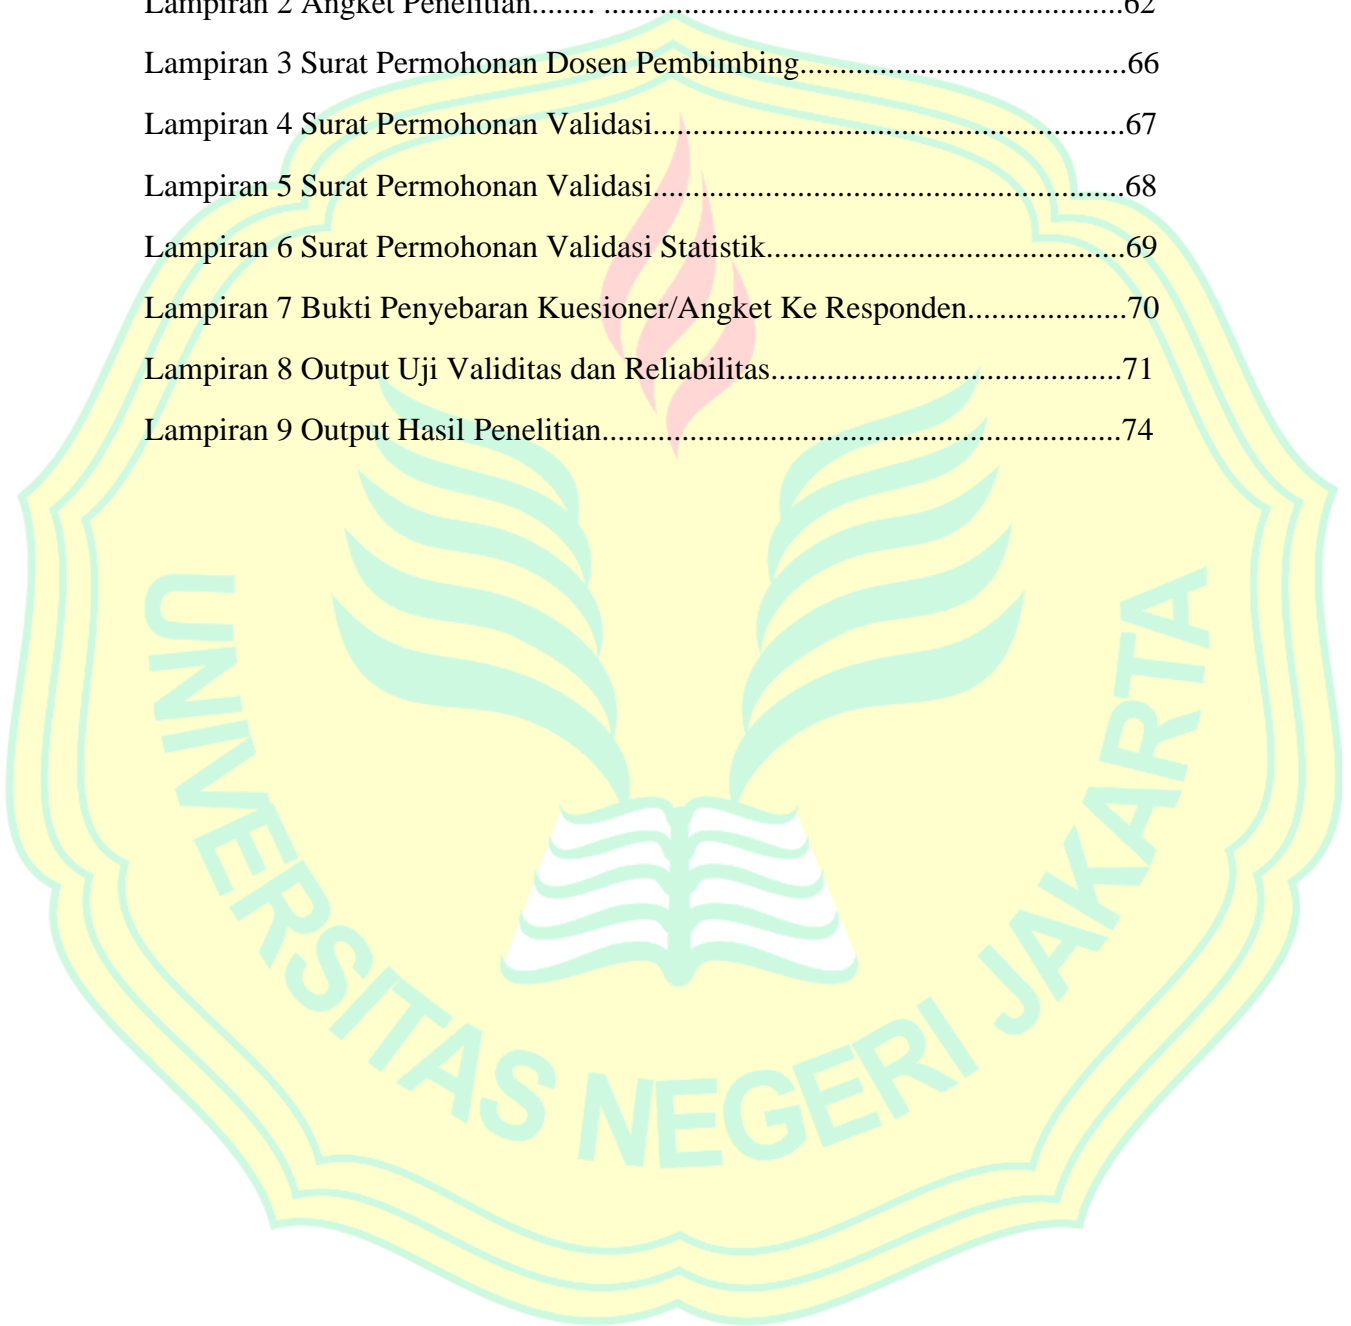 Lampiran 2 Angket Penelitian........ .................................................................62
Lampiran 3 Surat Permohonan Dosen Pembimbing.........................................66
Lampiran 4 Surat Permohonan Validasi...........................................................67
Lampiran 5 Surat Permohonan Validasi...........................................................68
Lampiran 6 Surat Permohonan Validasi Statistik.............................................69
Lampiran 7 Bukti Penyebaran Kuesioner/Angket Ke Responden....................70
Lampiran 8 Output Uji Validitas dan Reliabilitas............................................71
Lampiran 9 Output Hasil Penelitian.................................................................74
UNIVERSITAS NEGERI JAKARTA